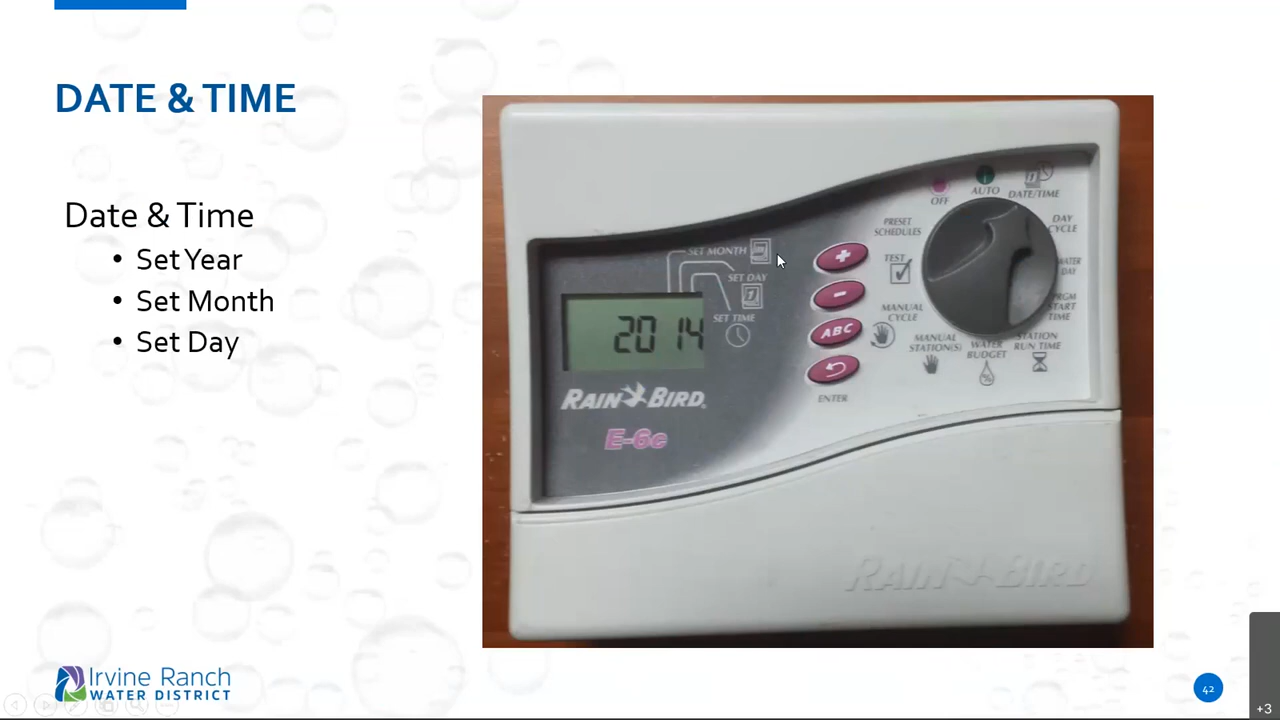 DATE & TIME
Date & Time
• Set Year
• Set Month
• Set Day
SET MONTH
SET DAY
SET TIME
2014
RAIN BIRD
E-6c
+
-
ABC
ENTER
OFF
AUTO
DATE/TIME
DAY
CYCLE
WATER
DAY
PRGM
START
TIME
STATION
RUN TIME
WATER
BUDGET
MANUAL
STATION(S)
MANUAL
CYCLE
TEST
PRESET
SCHEDULES
RAIN BIRD
Irvine Ranch
WATER DISTRICT
42
+3